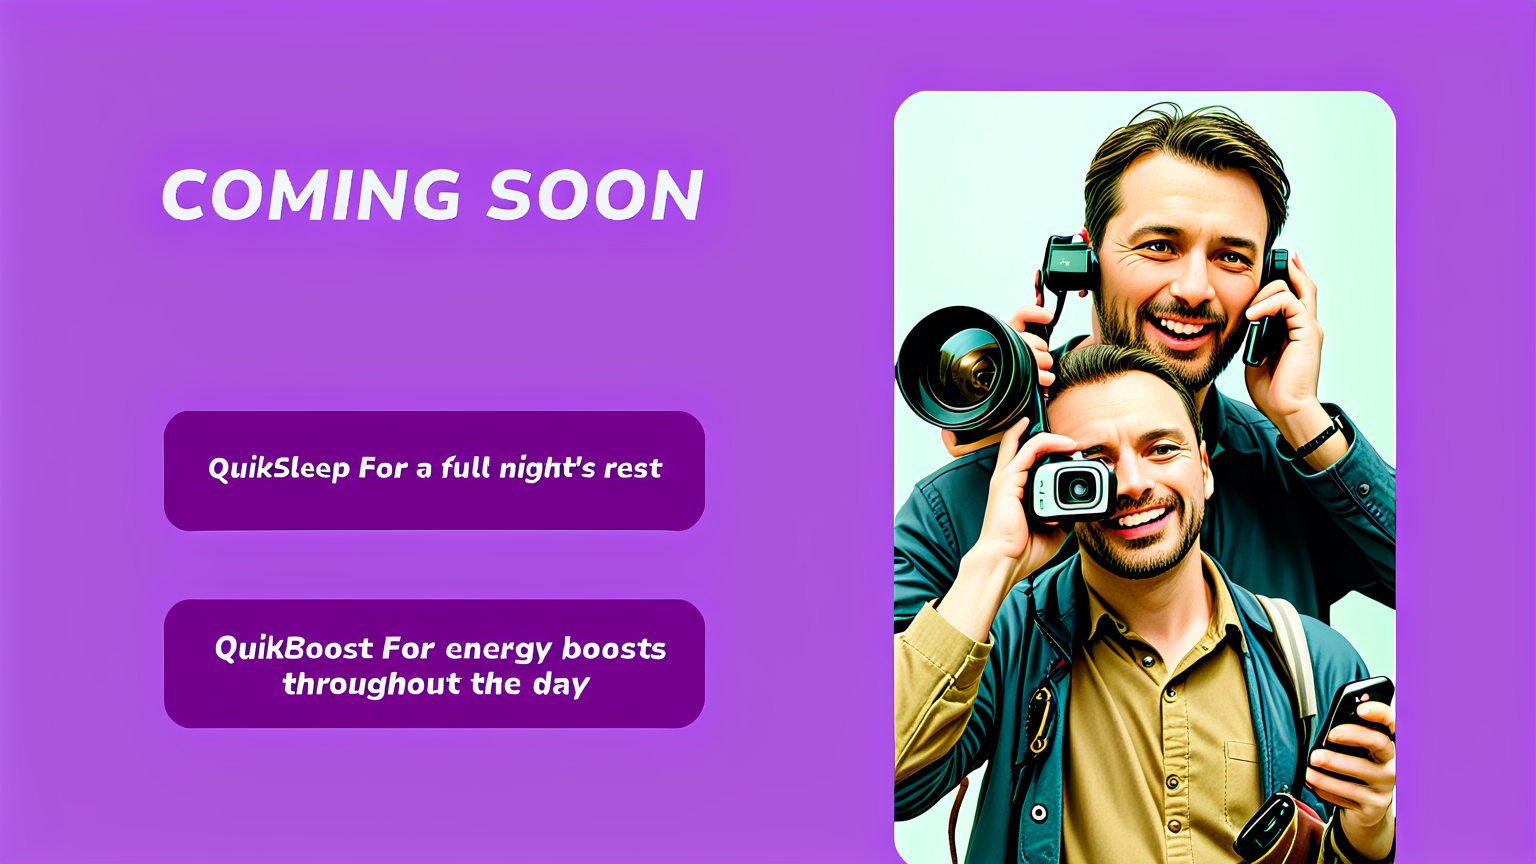 COMING SOON
QuikSleep For a full night's rest
QuikBoost For energy boosts
throughout the day